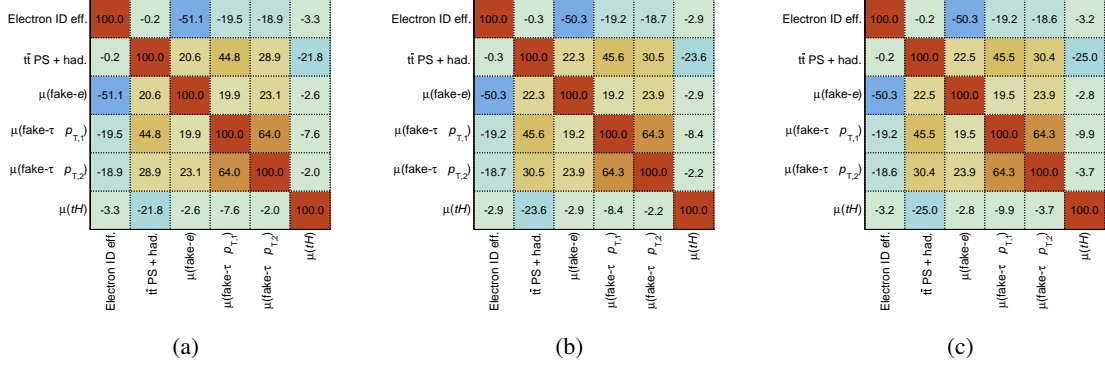 Electron ID eff. 100.0 -0.2 -51.1 -19.5 -18.9 -3.3
tt̄ PS + had. -0.2 100.0 20.6 44.8 28.9 -21.8
μ(fake-e) -51.1 20.6 100.0 19.9 23.1 -2.6
μ(fake-τ p_T,1) -19.5 44.8 19.9 100.0 64.0 -7.6
μ(fake-τ p_T,2) -18.9 28.9 23.1 64.0 100.0 -2.0
μ(tH) -3.3 -21.8 -2.6 -7.6 -2.0 100.0
Electron ID eff.
tt̄ PS + had.
μ(fake-e)
μ(fake-τ p_T,1)
μ(fake-τ p_T,2)
μ(tH)
(a)
Electron ID eff. 100.0 -0.3 -50.3 -19.2 -18.7 -2.9
tt̄ PS + had. -0.3 100.0 22.3 45.6 30.5 -23.6
μ(fake-e) -50.3 22.3 100.0 19.2 23.9 -2.9
μ(fake-τ p_T,1) -19.2 45.6 19.2 100.0 64.3 -8.4
μ(fake-τ p_T,2) -18.7 30.5 23.9 64.3 100.0 -2.2
μ(tH) -2.9 -23.6 -2.9 -8.4 -2.2 100.0
Electron ID eff.
tt̄ PS + had.
μ(fake-e)
μ(fake-τ p_T,1)
μ(fake-τ p_T,2)
μ(tH)
(b)
Electron ID eff. 100.0 -0.2 -50.3 -19.2 -18.6 -3.2
tt̄ PS + had. -0.2 100.0 22.5 45.5 30.4 -25.0
μ(fake-e) -50.3 22.5 100.0 19.5 23.9 -2.8
μ(fake-τ p_T,1) -19.2 45.5 19.5 100.0 64.3 -9.9
μ(fake-τ p_T,2) -18.6 30.4 23.9 64.3 100.0 -3.7
μ(tH) -3.2 -25.0 -2.8 -9.9 -3.7 100.0
Electron ID eff.
tt̄ PS + had.
μ(fake-e)
μ(fake-τ p_T,1)
μ(fake-τ p_T,2)
μ(tH)
(c)